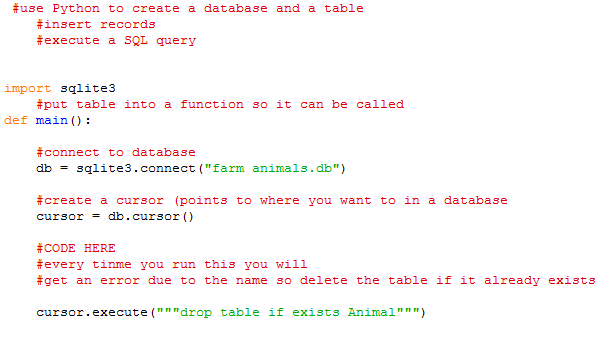 #use Python to create a database and a table
#insert records
#execute a SQL query
import sqlite3
#put table into a function so it can be called
def main():
#connect to database
db = sqlite3.connect("farm animals.db")
#create a cursor (points to where you want to in a database
cursor = db.cursor()
#CODE HERE
#every tinme you run this you will
#get an error due to the name so delete the table if it already exists
cursor.execute("""drop table if exists Animal""")